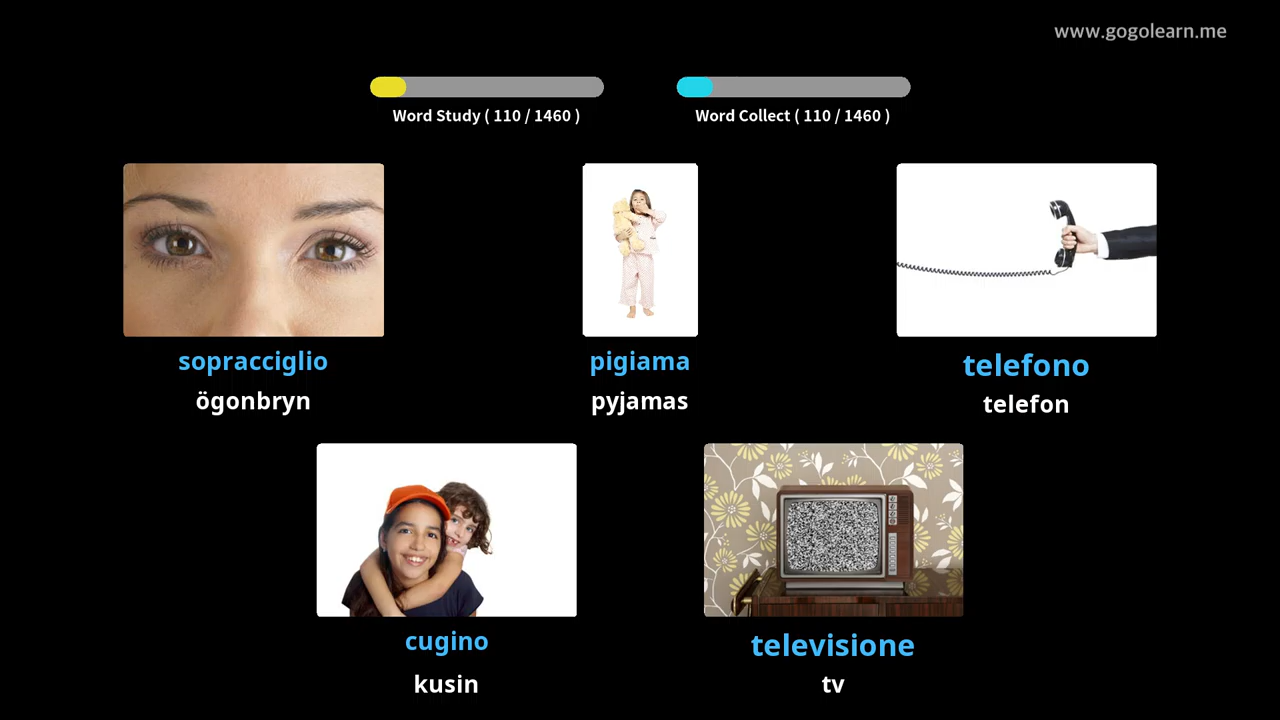 www.gogolearn.me
Word Study ( 110 / 1460 )
Word Collect ( 110 / 1460 )
sopracciglio
ögonbryn
pigiama
pyjamas
telefono
telefon
cugino
kusin
televisione
tv